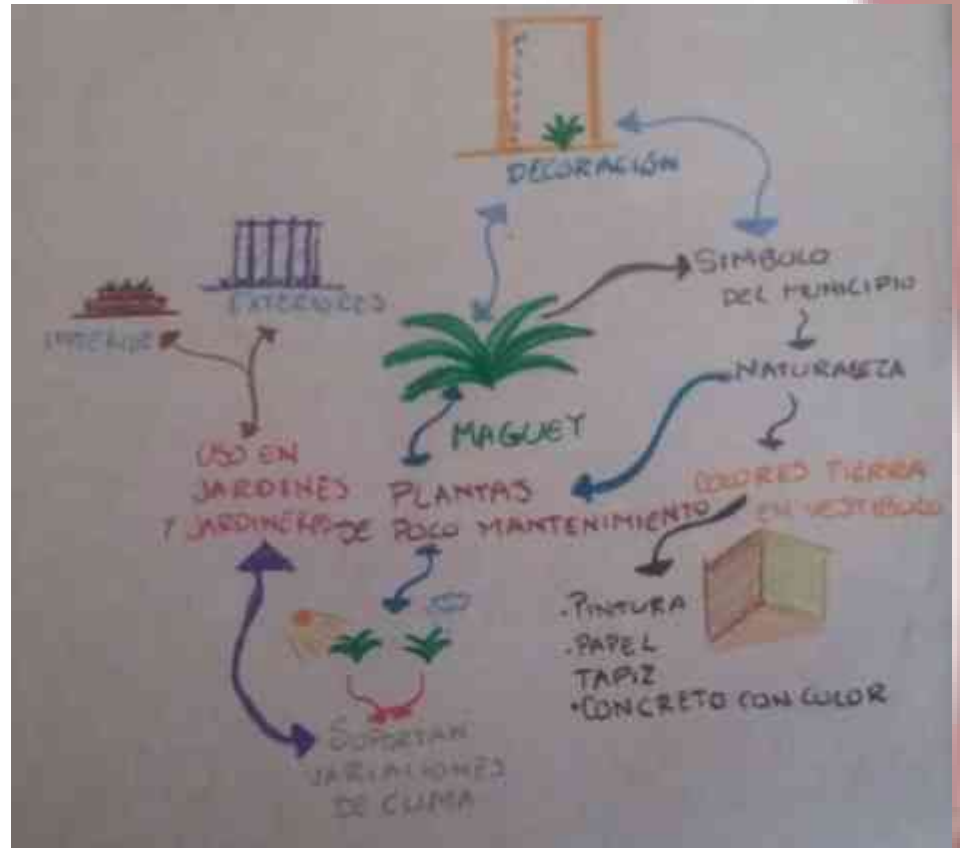 DECORACIÓN
SIMBOLO
DEL MUNICIPIO
NATURALEZA
EXTERIORES
INTERIOR
MAGUEY
USO EN
JARDINES
Y JARDINERAS
PLANTAS
DE POCO MANTENIMIENTO
COLORES TIERRA
EN VESTIBULO
.PINTURA
.PAPEL
TAPIZ
•CONCRETO CON COLOR
SOPORTAN
VARIACIONES
DE CLIMA